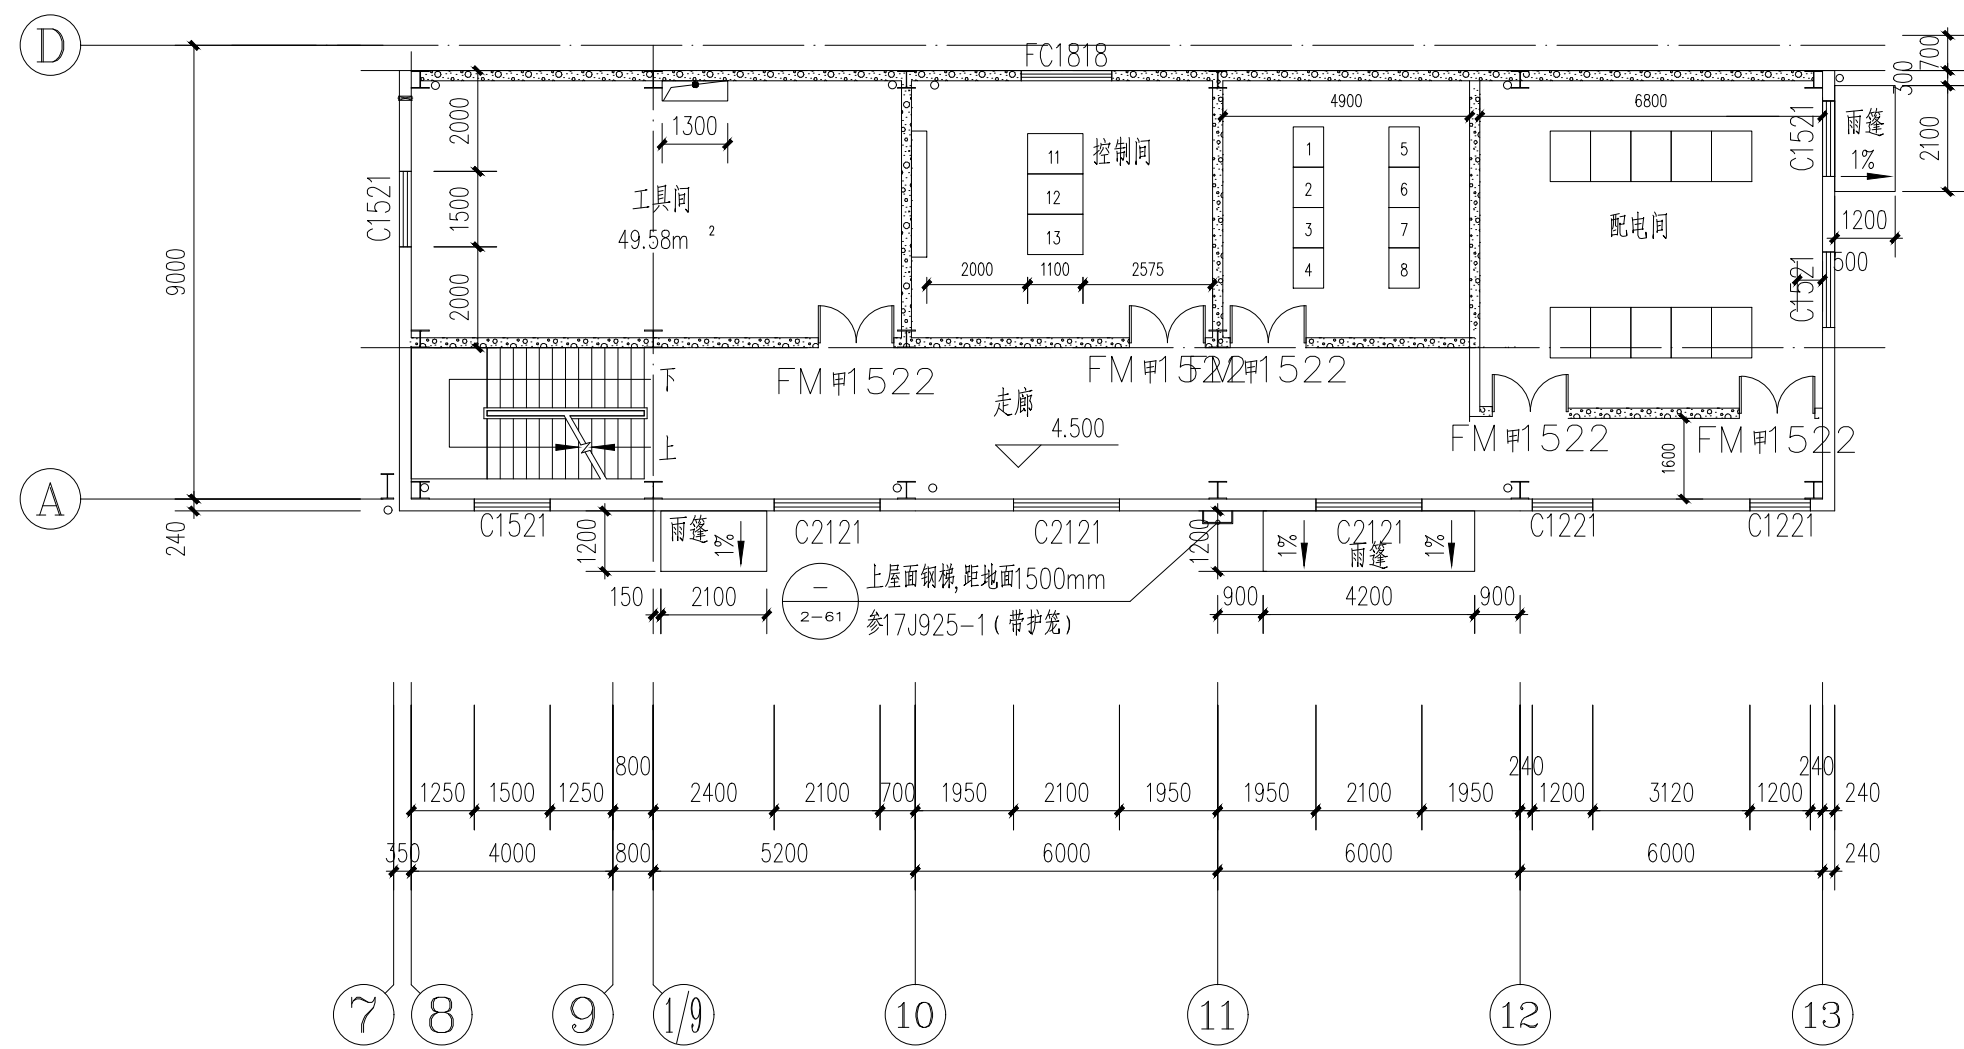 D
FC1818
700
300
4900
6800
2000
1300
11
控制间
1
5
C1521
雨篷
1%
2100
C1521
1500
工具间
49.58m²
12
2
6
13
3
7
配电间
1200
9000
2000
2000
1100
2575
4
8
C1521
500
FM甲1522
FM甲1522
FM甲1522
下
走廊
4.500
上
FM甲1522
FM甲1522
1600
A
240
C1521
1200
雨篷
1%
C2121
C2121
1200
1%
C2121
雨篷
1%
C1221
C1221
上屋面钢梯,距地面1500mm
—
2-61
参17J925-1(带护笼)
150
2100
900
4200
900
800
240
240
1250
1500
1250
2400
2100
700
1950
2100
1950
1950
2100
1950
1200
3120
1200
240
350
4000
800
5200
6000
6000
6000
240
7
8
9
1/9
10
11
12
13